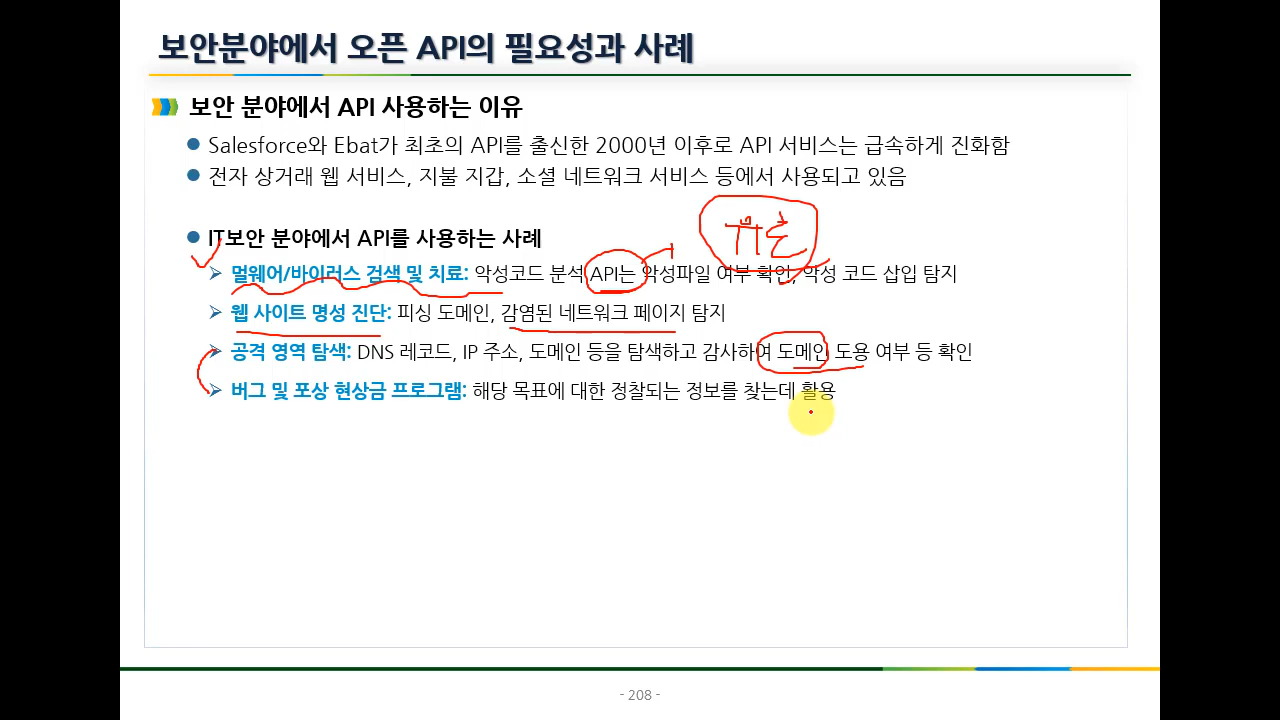 보안분야에서 오픈 API의 필요성과 사례
보안 분야에서 API 사용하는 이유
Salesforce와 Ebat가 최초의 API를 출신한 2000년 이후로 API 서비스는 급속하게 진화함
전자 상거래 웹 서비스, 지불 지갑, 소셜 네트워크 서비스 등에서 사용되고 있음
IT보안 분야에서 API를 사용하는 사례
멀웨어/바이러스 검색 및 치료: 악성코드 분석 API는 악성파일 여부 확인, 악성 코드 삽입 탐지
웹 사이트 명성 진단: 피싱 도메인, 감염된 네트워크 페이지 탐지
공격 영역 탐색: DNS 레코드, IP 주소, 도메인 등을 탐색하고 감사하여 도메인 도용 여부 등 확인
버그 및 포상 현상금 프로그램: 해당 목표에 대한 정찰되는 정보를 찾는데 활용
- 208 -